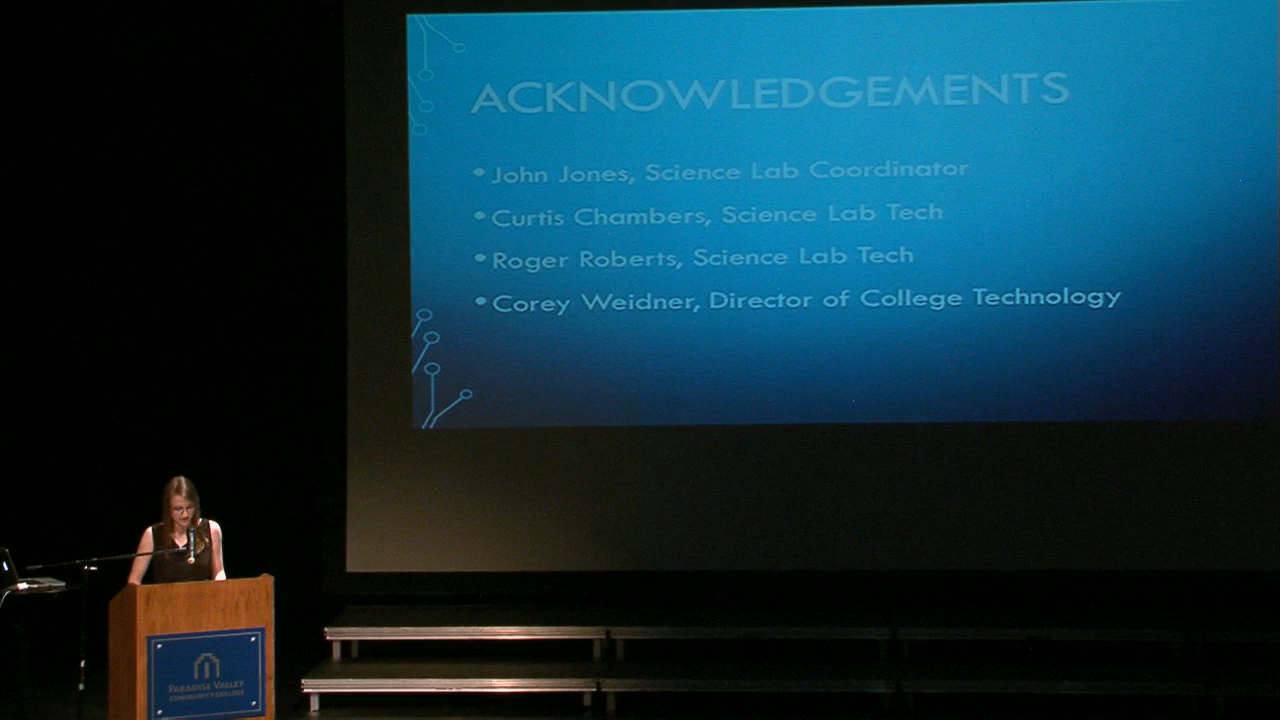 ACKNOWLEDGEMENTS
• John Jones, Science Lab Coordinator
• Curtis Chambers, Science Lab Tech
• Roger Roberts, Science Lab Tech
• Corey Weidner, Director of College Technology
PARADISE VALLEY
COMMUNITY COLLEGE